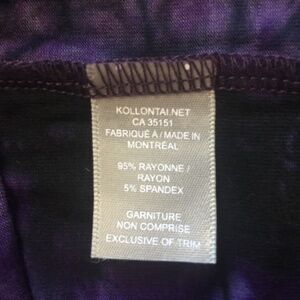 KOLLONTAI.NET
CA 35151
FABRIQUÉ À / MADE IN
MONTRÉAL
95% RAYONNE /
RAYON
5% SPANDEX
GARNITURE
NON COMPRISE
EXCLUSIVE OF TRIM